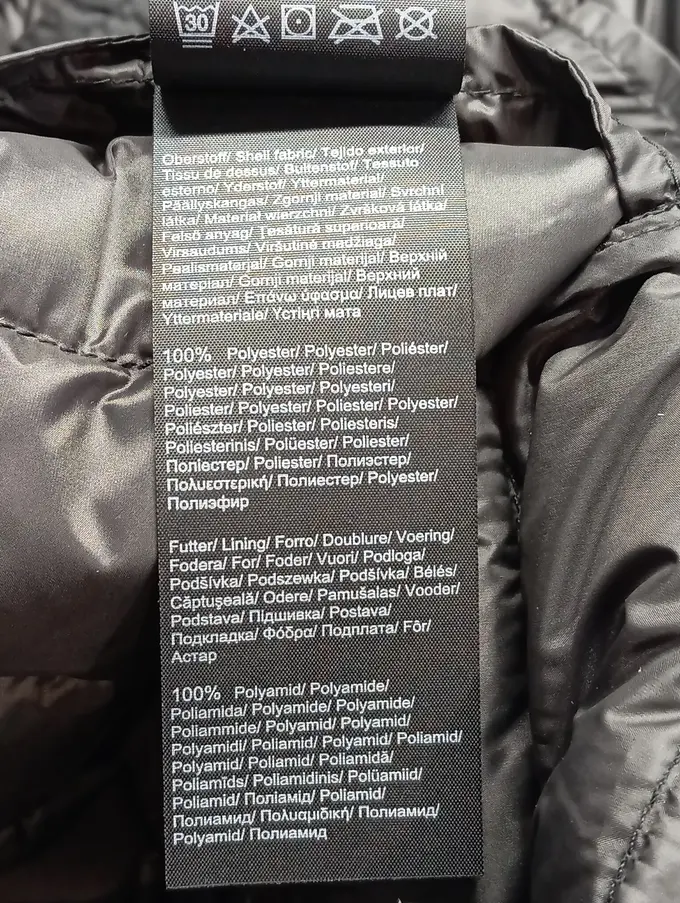 30
Oberstoff/ Shell fabric/ Tejido exterior/
Tissu de dessus/ Buitenstof/ Tessuto
esterno/ Yderstof/ Yttermaterial/
Päällyskangas/ Zgornji material/ Svrchní
látka/ Materiał wierzchni/ Zvršková látka/
Felső anyag/ Țesătură superioară/
Virsaudums/ Viršutinė medžiaga/
Pealismaterjal/ Gornji materijal/ Верхній
матеріал/ Gornji materijal/ Верхний
материал/ Επάνω ύφασμα/ Лицев плат/
Yttermateriale/ Үстіңгі мата
100% Polyester/ Polyester/ Poliéster/
Polyester/ Polyester/ Poliestere/
Polyester/ Polyester/ Polyesteri/
Poliester/ Polyester/ Poliester/ Polyester/
Poliészter/ Poliester/ Poliesteris/
Poliesterinis/ Polüester/ Poliester/
Поліестер/ Poliester/ Полиэстер/
Πολυεστερική/ Полиестер/ Polyester/
Полиэфир
Futter/ Lining/ Forro/ Doublure/ Voering/
Fodera/ For/ Foder/ Vuori/ Podloga/
Podšívka/ Podszewka/ Podšívka/ Bélés/
Căptuşeală/ Odere/ Pamušalas/ Vooder/
Podstava/ Підшивка/ Postava/
Подкладка/ Φόδρα/ Подплата/ Fôr/
Астар
100% Polyamid/ Polyamide/
Poliamida/ Polyamide/ Polyamide/
Poliammide/ Polyamid/ Polyamid/
Polyamidi/ Poliamid/ Polyamid/ Poliamid/
Polyamid/ Poliamid/ Poliamidă/
Poliamīds/ Poliamidinis/ Polüamiid/
Poliamid/ Поліамід/ Poliamid/
Полиамид/ Πολυαμιδική/ Полиамид/
Polyamid/ Полиамид